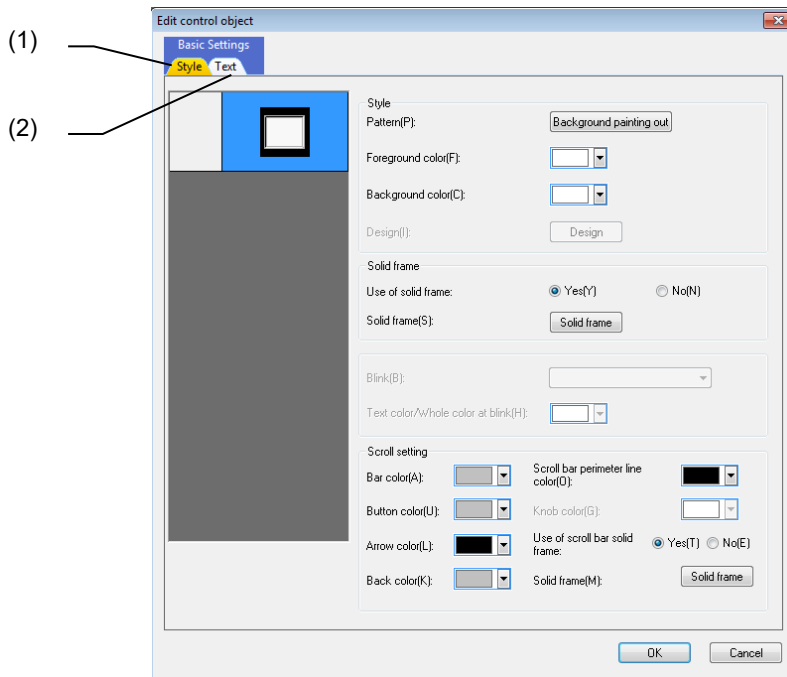 Edit control object
(1)
Basic Settings
Style Text
(2)
Style
Pattern(P): Background painting out
Foreground color(F):
Background color(C):
Design(I): Design
Solid frame
Use of solid frame: Yes(Y) No(N)
Solid frame(S): Solid frame
Blink(B):
Text color/Whole color at blink(H):
Scroll setting
Bar color(A): Scroll bar perimeter line
color(O):
Button color(U): Knob color(G):
Arrow color(L): Use of scroll bar solid
frame: Yes(T) No(E)
Back color(K): Solid frame(M): Solid frame
OK Cancel